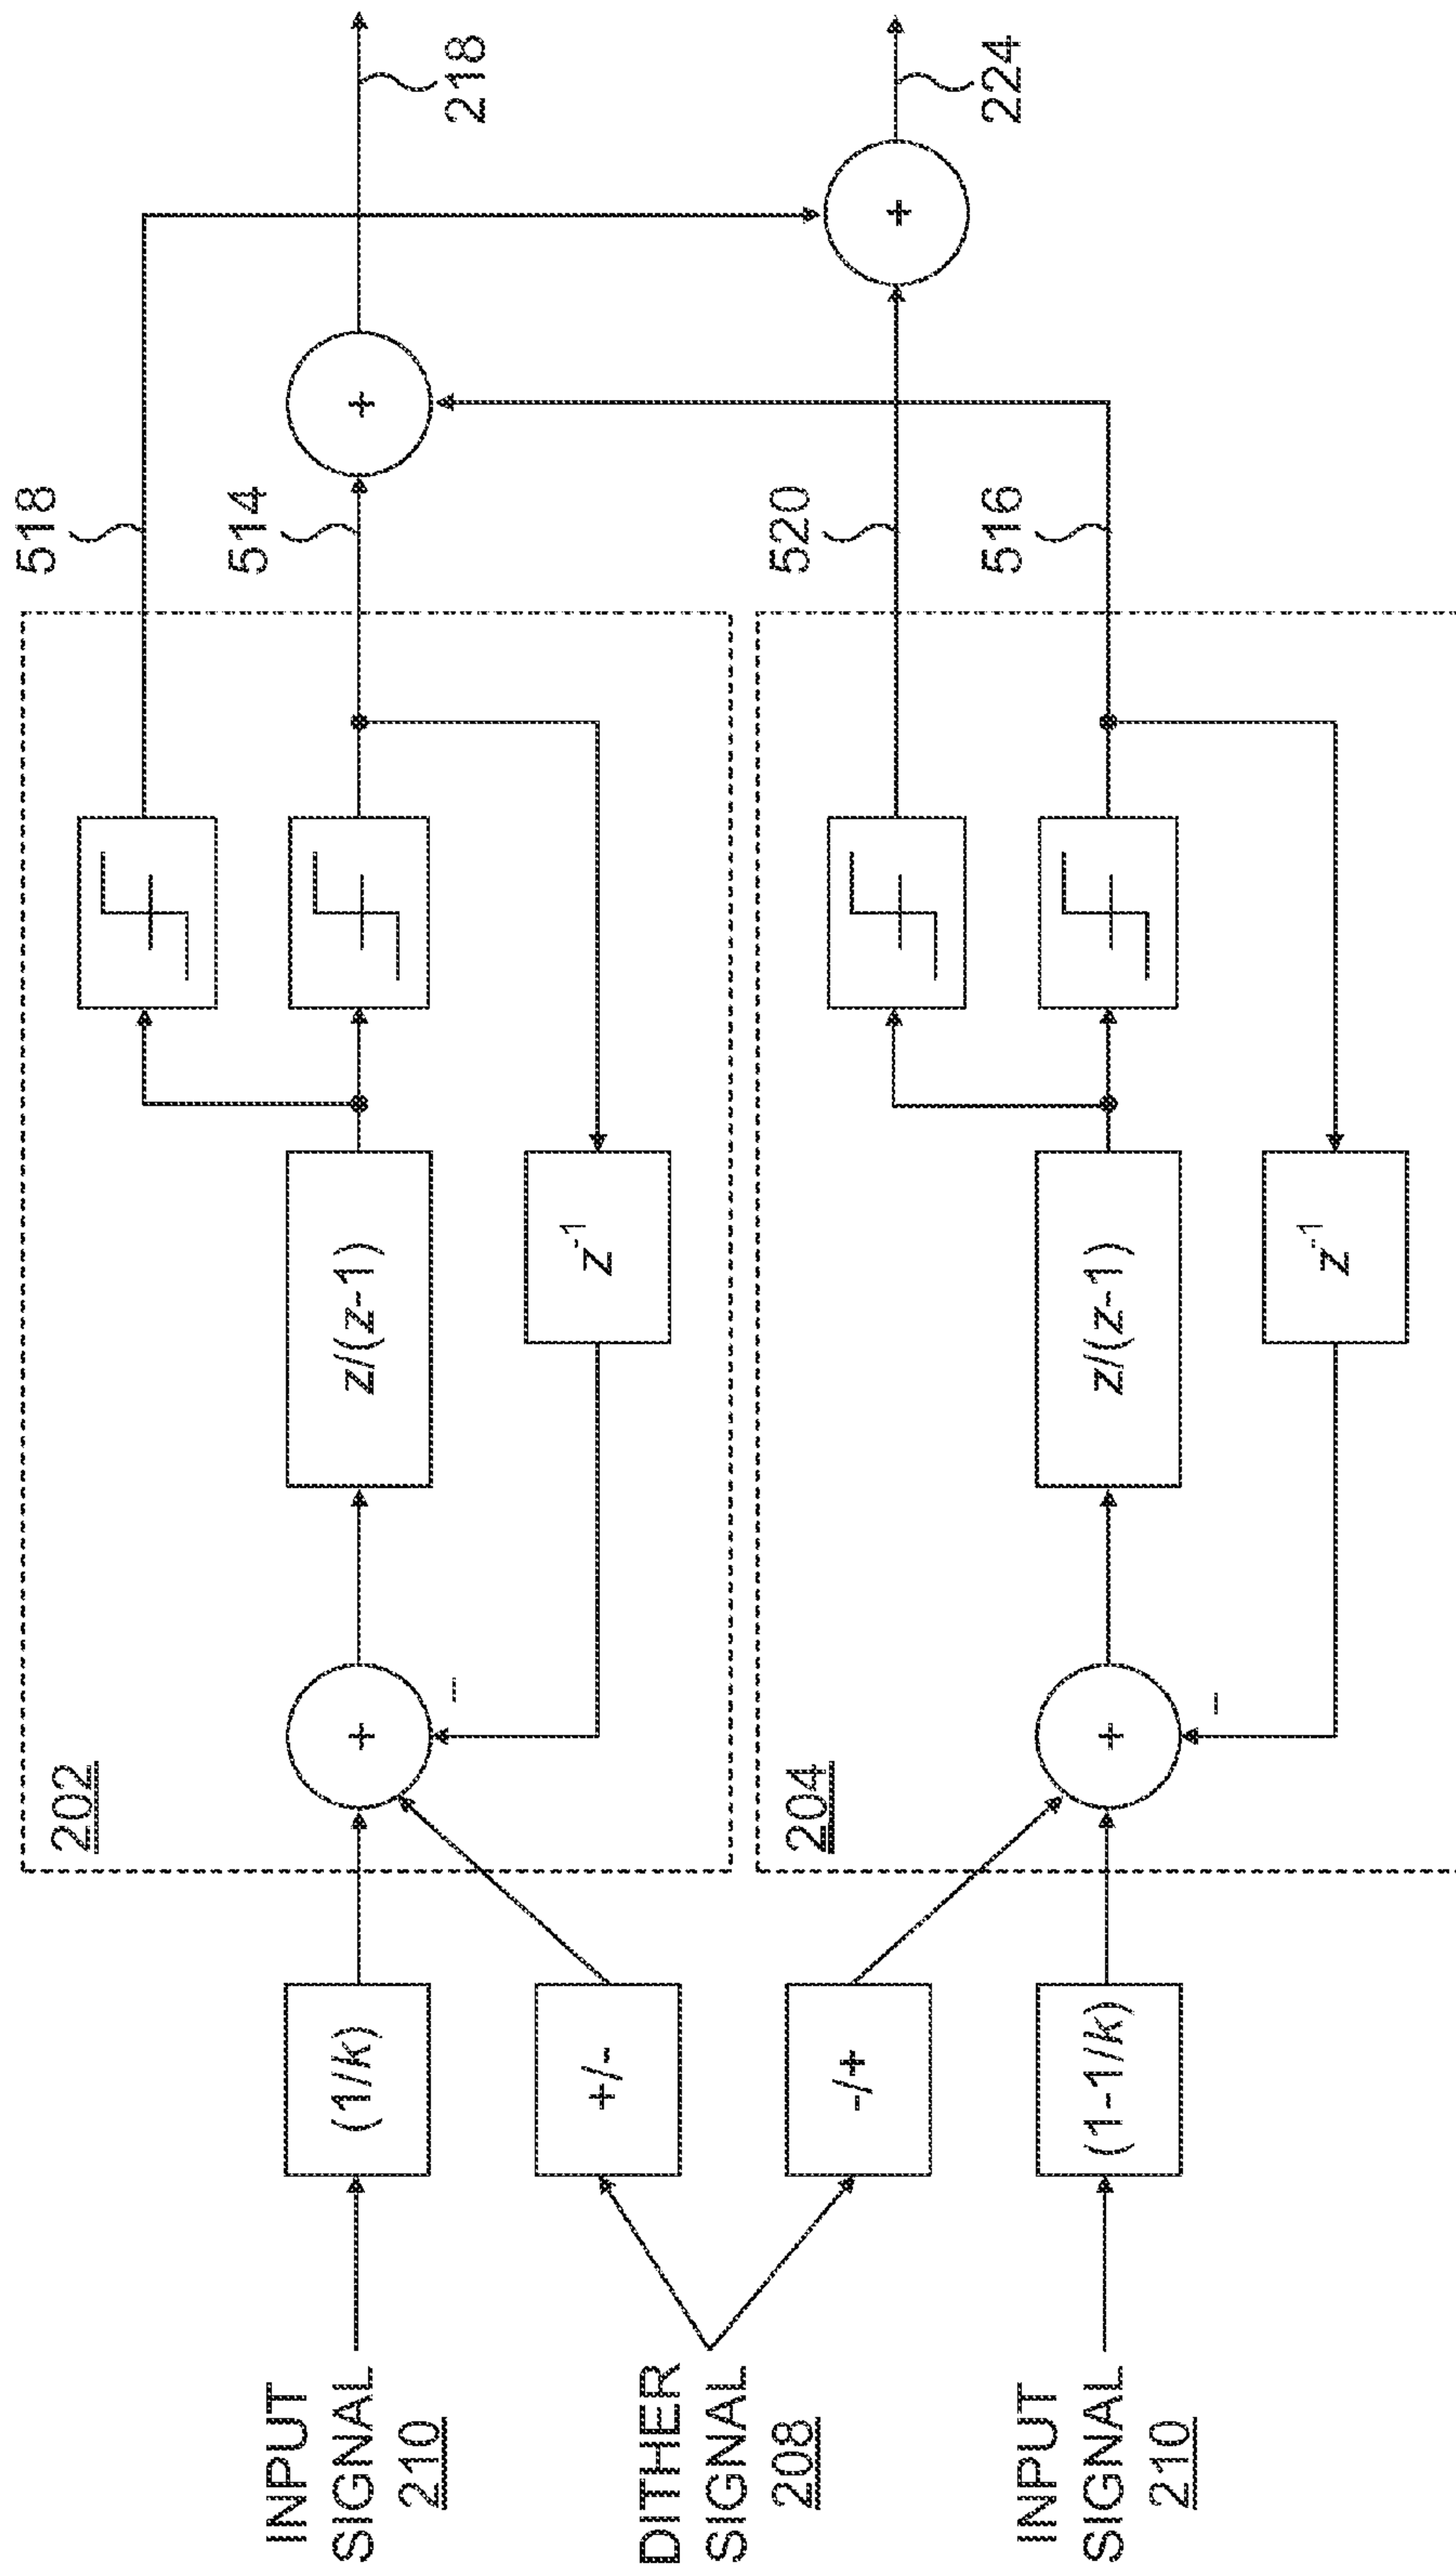 INPUT
SIGNAL
210
(1/k)
+
−
202
z/(z-1)
z⁻¹
518
514
+
218
DITHER
SIGNAL
208
+/-
-/+
INPUT
SIGNAL
210
(1-1/k)
+
−
204
z/(z-1)
z⁻¹
520
516
+
224